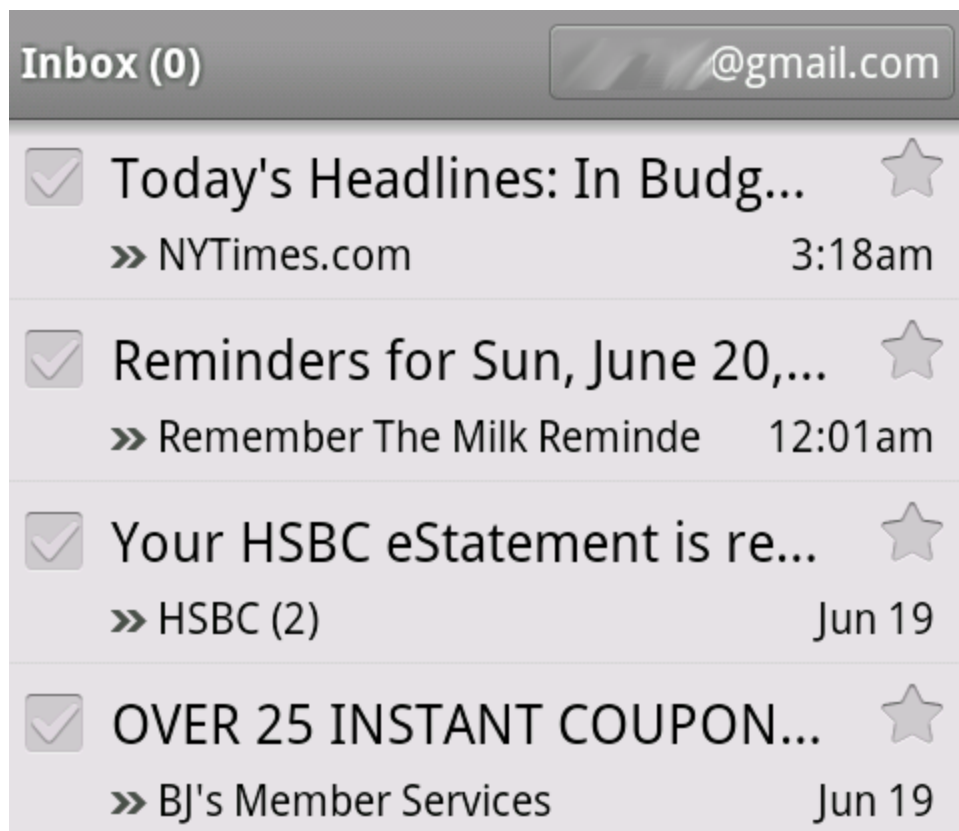 Inbox (0)
@gmail.com
Today's Headlines: In Budg...
» NYTimes.com 3:18am
Reminders for Sun, June 20,...
» Remember The Milk Reminde 12:01am
Your HSBC eStatement is re...
» HSBC (2) Jun 19
OVER 25 INSTANT COUPON...
» BJ's Member Services Jun 19